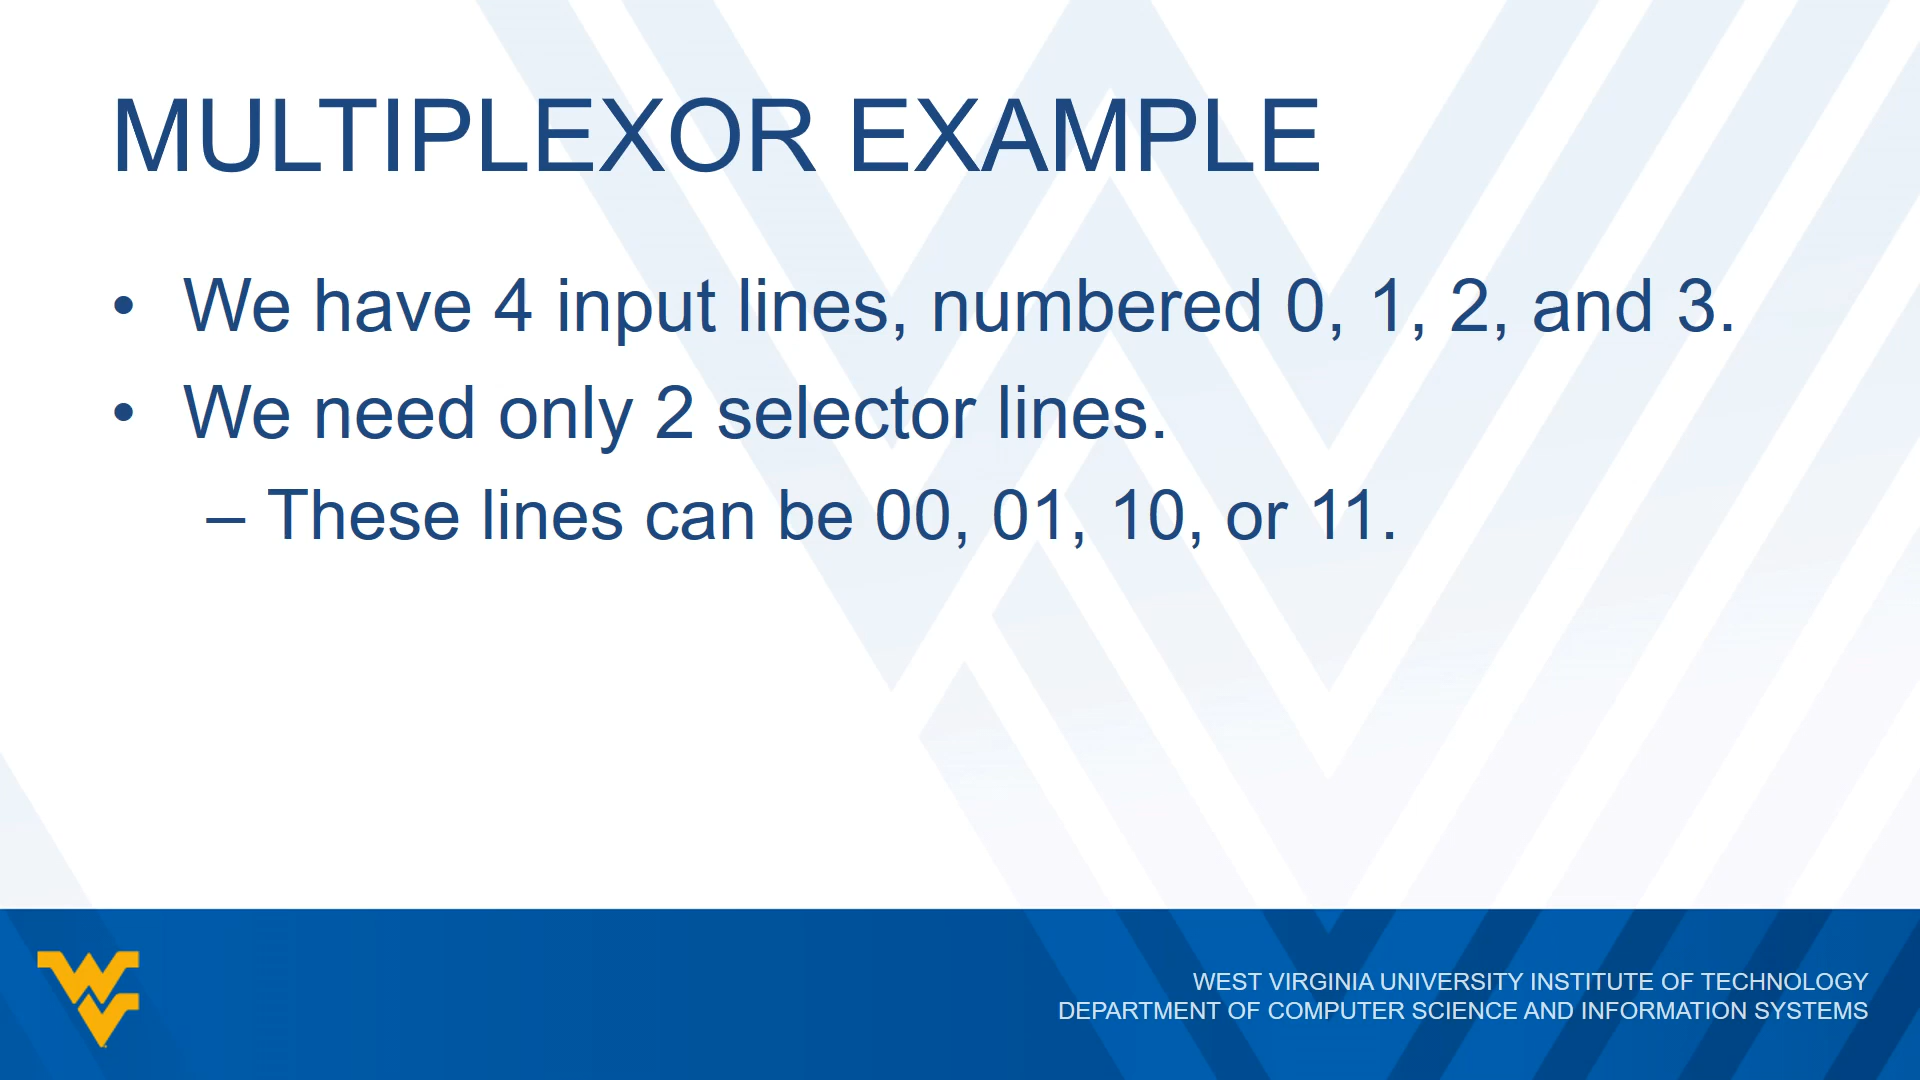 MULTIPLEXOR EXAMPLE
• We have 4 input lines, numbered 0, 1, 2, and 3.
• We need only 2 selector lines.
– These lines can be 00, 01, 10, or 11.
WEST VIRGINIA UNIVERSITY INSTITUTE OF TECHNOLOGY
DEPARTMENT OF COMPUTER SCIENCE AND INFORMATION SYSTEMS